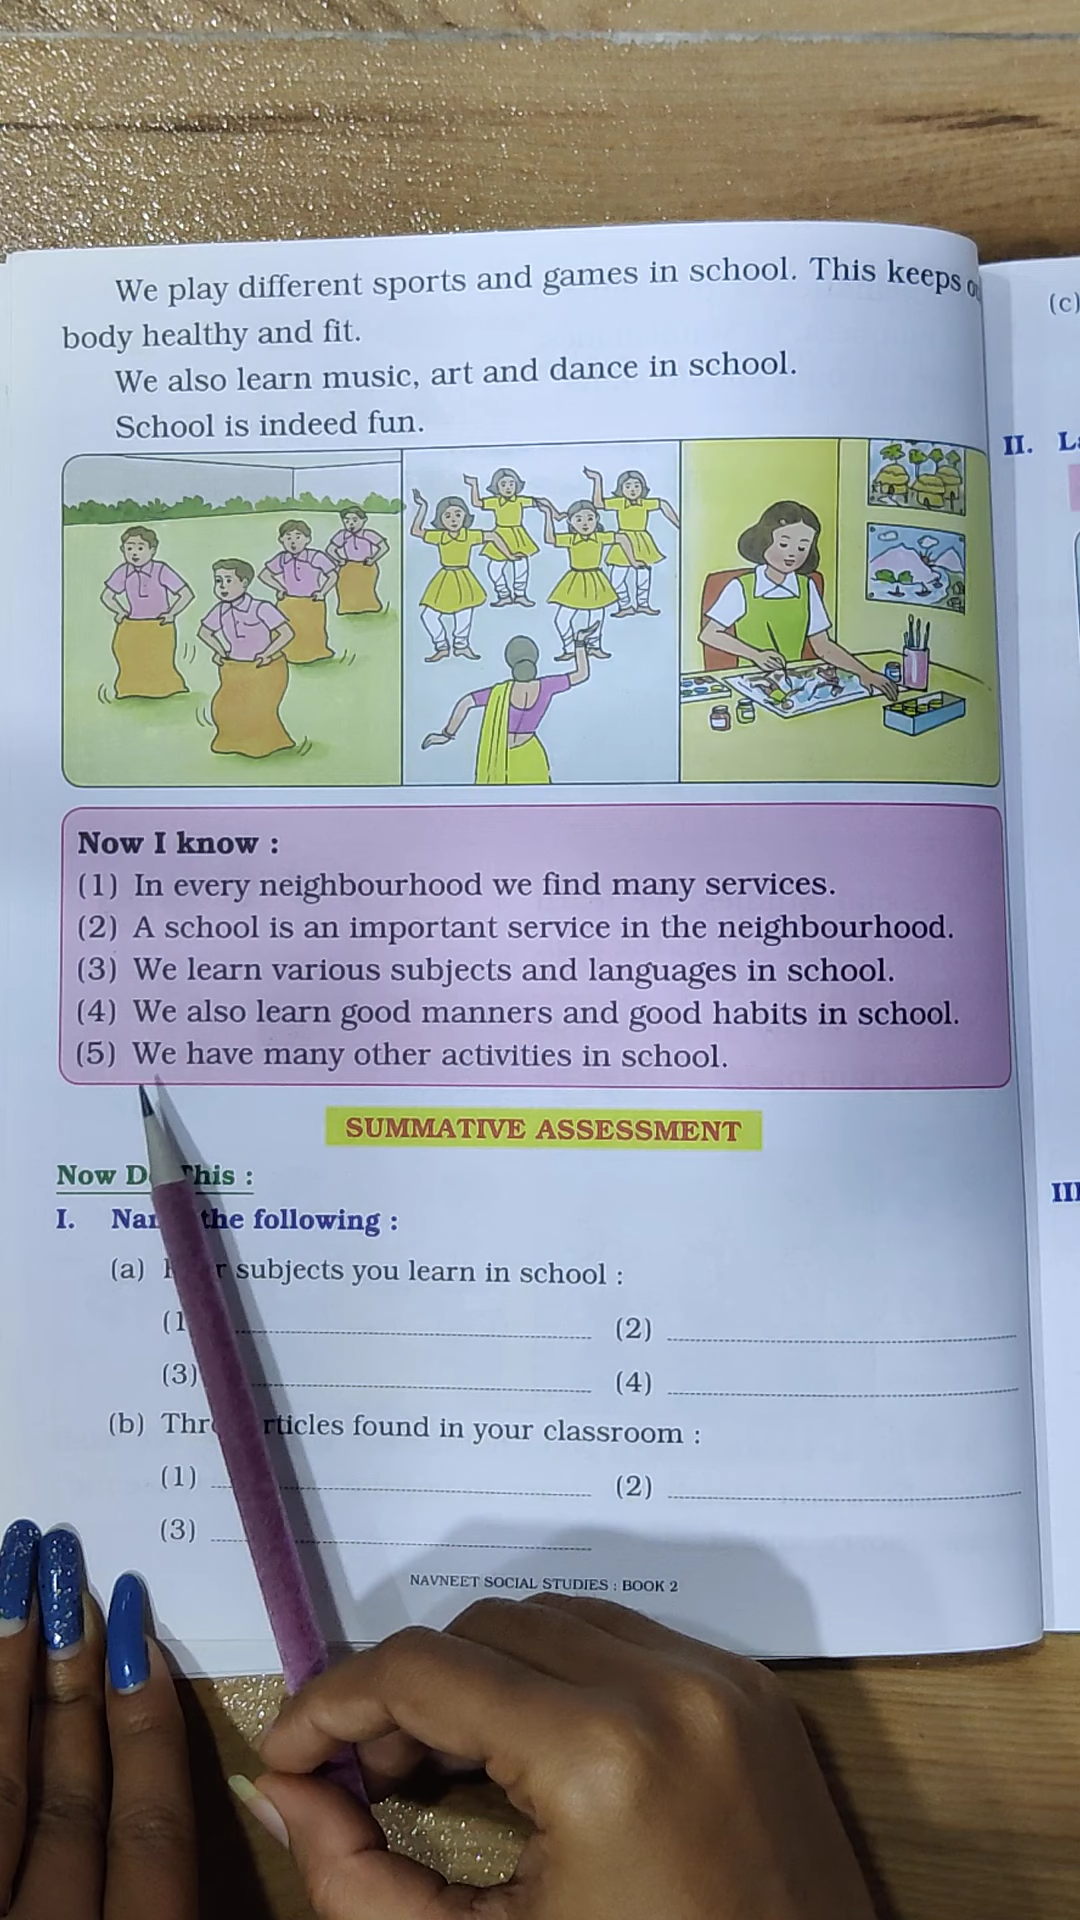 We play different sports and games in school. This keeps
body healthy and fit.
We also learn music, art and dance in school.
School is indeed fun.
Now I know :
(1) In every neighbourhood we find many services.
(2) A school is an important service in the neighbourhood.
(3) We learn various subjects and languages in school.
(4) We also learn good manners and good habits in school.
(5) We have many other activities in school.
SUMMATIVE ASSESSMENT
Now :
I. the following :
(a) subjects you learn in school :
(1 (2)
(3) (4)
(b) found in your classroom :
(1) (2)
(3)
NAVNEET SOCIAL STUDIES : BOOK 2
(c)
II.
III